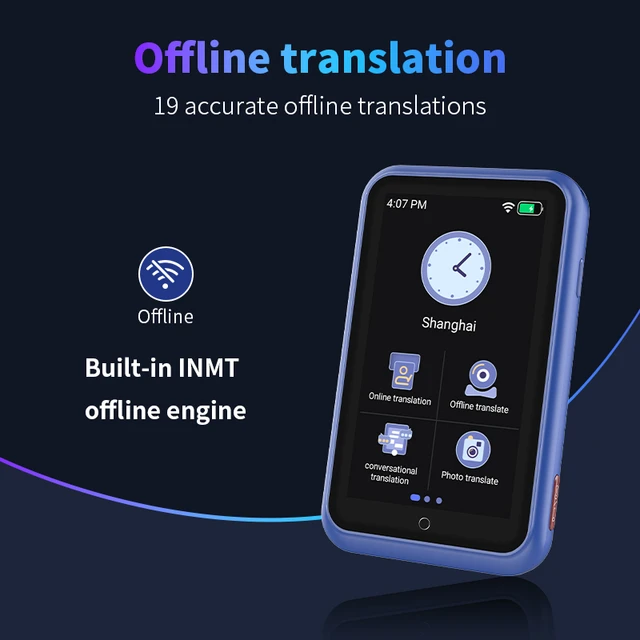 Offline translation
19 accurate offline translations
4:07 PM
Shanghai
Offline
Built-in INMT
offline engine
Online translation
Offline translate
conversational
translation
Photo translate